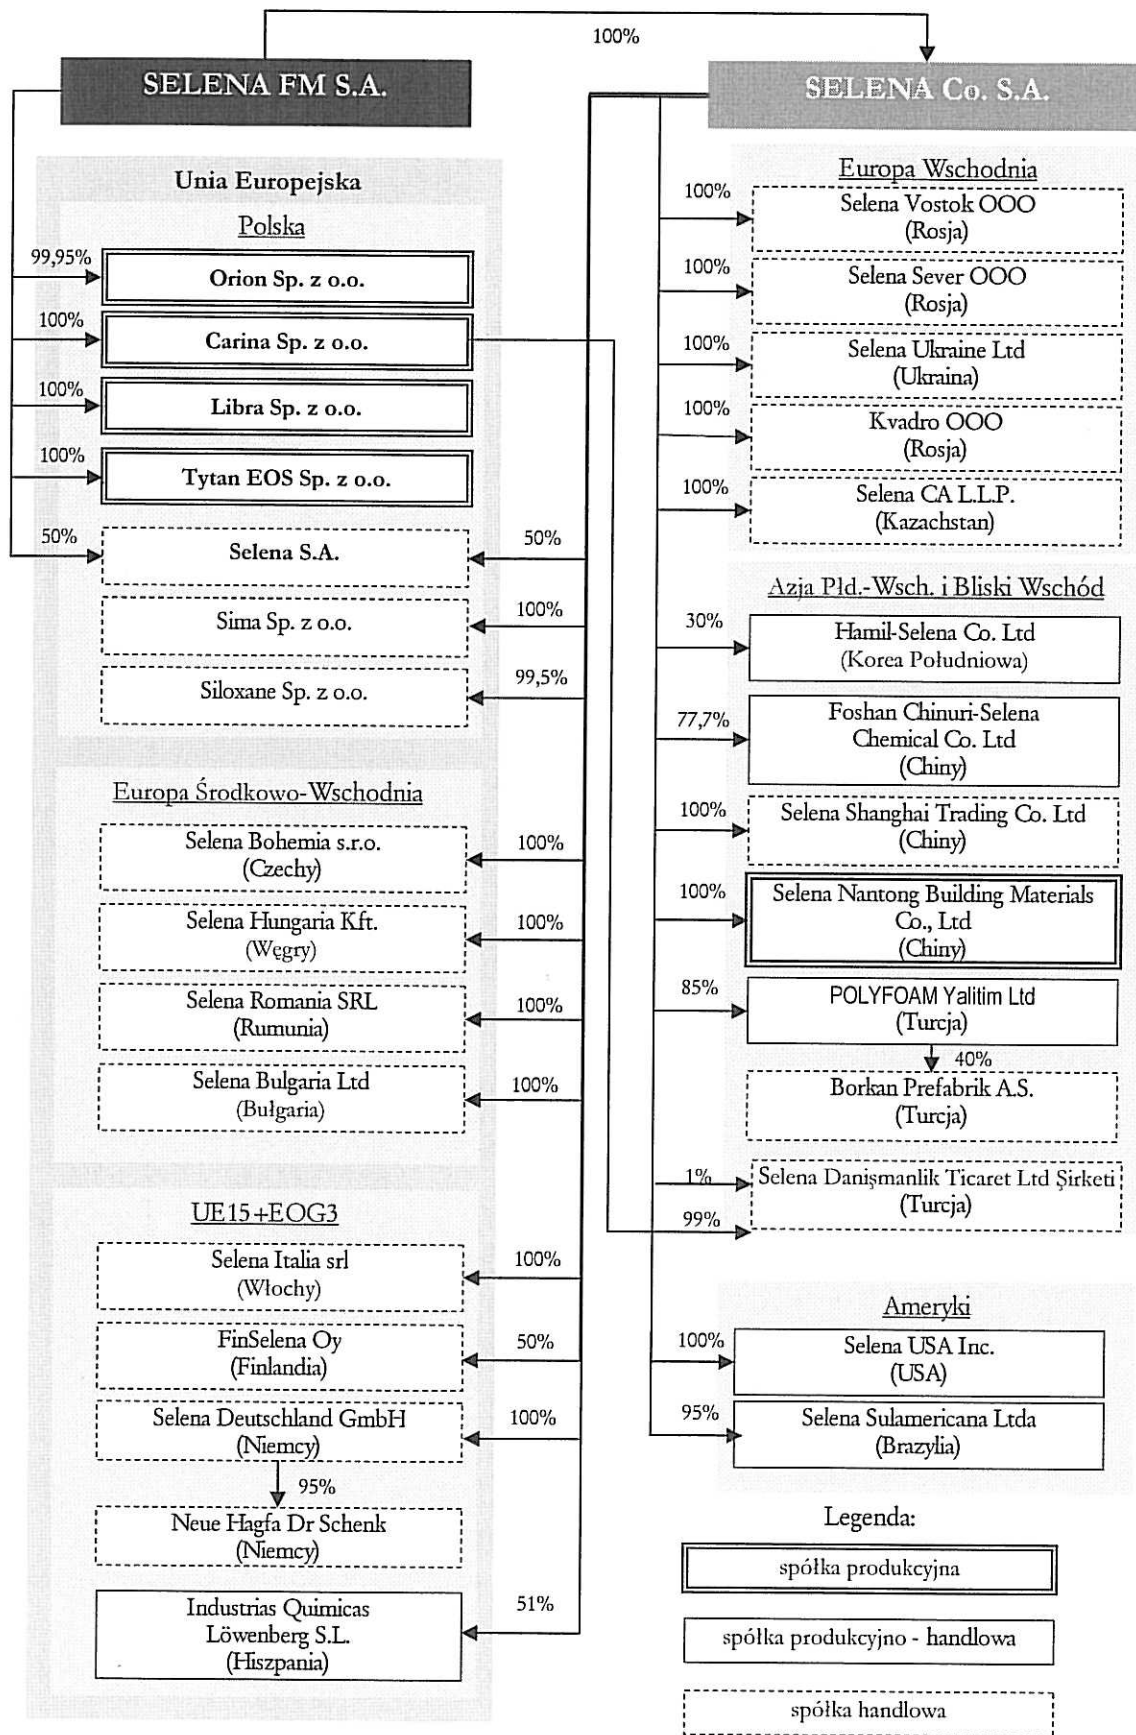 100%
SELENA FM S.A.
SELENA Co. S.A.
Unia Europejska
Polska
99,95%
Orion Sp. z o.o.
100%
Carina Sp. z o.o.
100%
Libra Sp. z o.o.
100%
Tytan EOS Sp. z o.o.
50%
Selena S.A.
50%
Sima Sp. z o.o.
100%
Siloxane Sp. z o.o.
99,5%
Europa Środkowo-Wschodnia
Selena Bohemia s.r.o.
(Czechy)
100%
Selena Hungaria Kft.
(Węgry)
100%
Selena Romania SRL
(Rumunia)
100%
Selena Bulgaria Ltd
(Bułgaria)
100%
UE15+EOG3
Selena Italia srl
(Włochy)
100%
FinSelena Oy
(Finlandia)
50%
Selena Deutschland GmbH
(Niemcy)
100%
95%
Neue Hagfa Dr Schenk
(Niemcy)
Industrias Quimicas
Löwenberg S.L.
(Hiszpania)
51%
Europa Wschodnia
100%
Selena Vostok OOO
(Rosja)
100%
Selena Sever OOO
(Rosja)
100%
Selena Ukraine Ltd
(Ukraina)
100%
Kvadro OOO
(Rosja)
100%
Selena CA L.L.P.
(Kazachstan)
Azja Płd.-Wsch. i Bliski Wschód
30%
Hamil-Selena Co. Ltd
(Korea Południowa)
77,7%
Foshan Chinuri-Selena
Chemical Co. Ltd
(Chiny)
100%
Selena Shanghai Trading Co. Ltd
(Chiny)
100%
Selena Nantong Building Materials
Co., Ltd
(Chiny)
85%
POLYFOAM Yalitim Ltd
(Turcja)
40%
Borkan Prefabrik A.S.
(Turcja)
1%
Selena Danişmanlik Ticaret Ltd Şirketi
(Turcja)
99%
Ameryki
100%
Selena USA Inc.
(USA)
95%
Selena Sulamericana Ltda
(Brazylia)
Legenda:
spółka produkcyjna
spółka produkcyjno - handlowa
spółka handlowa